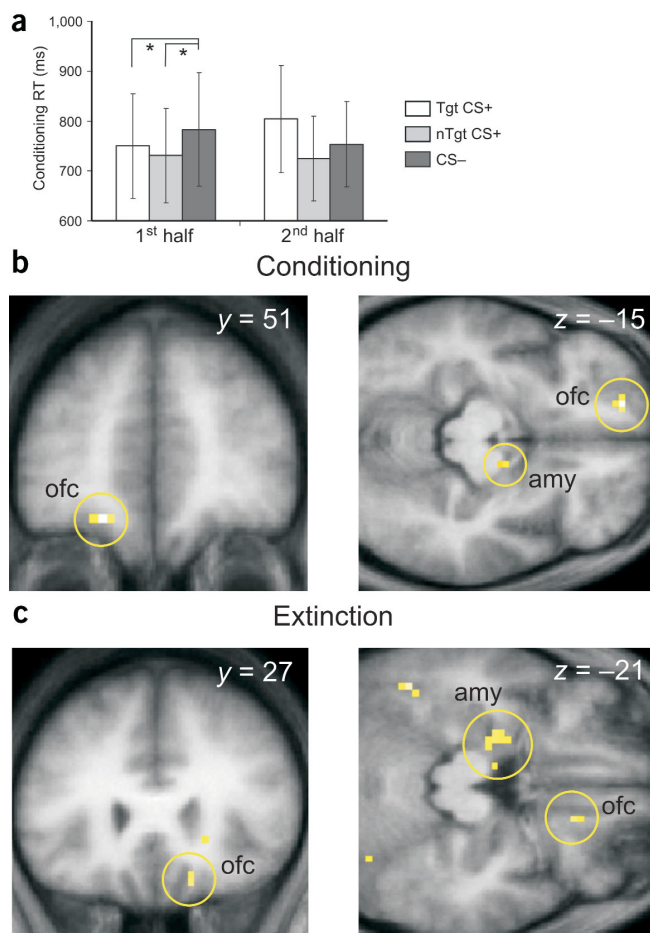 a
1,000
900
800
700
600
Conditioning RT (ms)
* *
1st half
2nd half
Tgt CS+
nTgt CS+
CS–
b
Conditioning
y = 51
ofc
z = –15
ofc
amy
c
Extinction
y = 27
ofc
z = –21
amy
ofc